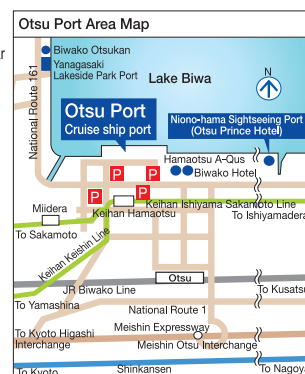 Otsu Port Area Map
ar
Biwako Otsukan
Yanagasaki
Lakeside Park Port
National Route 161
Lake Biwa
N
Otsu Port
Cruise ship port
Niono-hama Sightseeing Port
(Otsu Prince Hotel)
Hamaotsu A-Qus
Biwako Hotel
P
P
P
P
Miidera
Keihan Hamaotsu
Keihan Ishiyama Sakamoto Line
To Ishiyamadera
To Sakamoto
Keihan Keishin Line
Otsu
JR Biwako Line
To Kusatsu
To Yamashina
National Route 1
To Kyoto Higashi
Interchange
Meishin Expressway
Meishin Otsu Interchange
To Kyoto
Shinkansen
To Nagoy